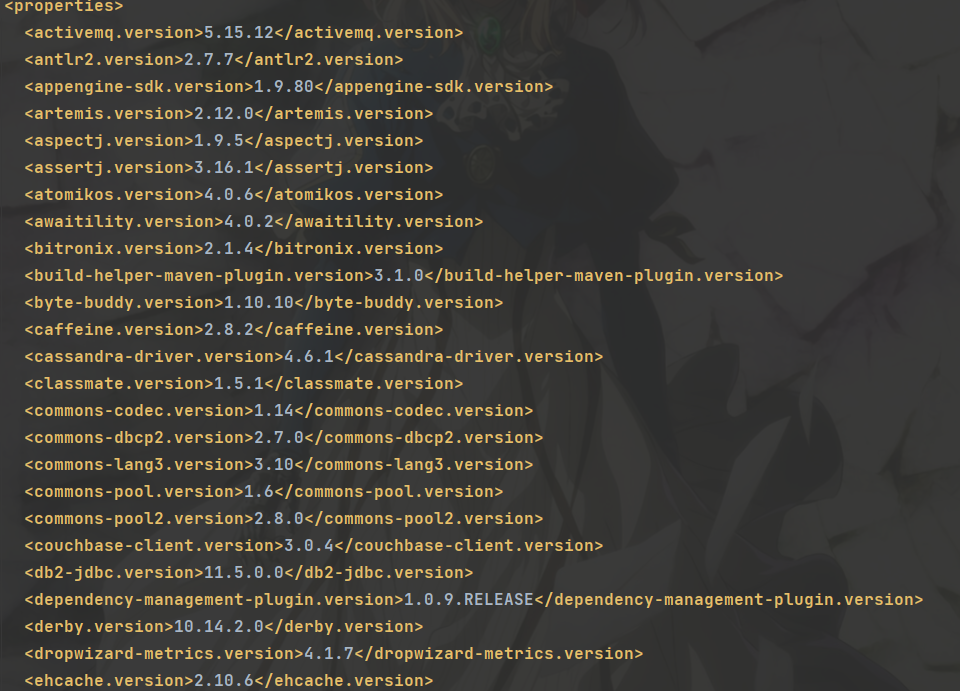 <properties>
<activemq.version>5.15.12</activemq.version>
<antlr2.version>2.7.7</antlr2.version>
<appengine-sdk.version>1.9.80</appengine-sdk.version>
<artemis.version>2.12.0</artemis.version>
<aspectj.version>1.9.5</aspectj.version>
<assertj.version>3.16.1</assertj.version>
<atomikos.version>4.0.6</atomikos.version>
<awaitility.version>4.0.2</awaitility.version>
<bitronix.version>2.1.4</bitronix.version>
<build-helper-maven-plugin.version>3.1.0</build-helper-maven-plugin.version>
<byte-buddy.version>1.10.10</byte-buddy.version>
<caffeine.version>2.8.2</caffeine.version>
<cassandra-driver.version>4.6.1</cassandra-driver.version>
<classmate.version>1.5.1</classmate.version>
<commons-codec.version>1.14</commons-codec.version>
<commons-dbcp2.version>2.7.0</commons-dbcp2.version>
<commons-lang3.version>3.10</commons-lang3.version>
<commons-pool.version>1.6</commons-pool.version>
<commons-pool2.version>2.8.0</commons-pool2.version>
<couchbase-client.version>3.0.4</couchbase-client.version>
<db2-jdbc.version>11.5.0.0</db2-jdbc.version>
<dependency-management-plugin.version>1.0.9.RELEASE</dependency-management-plugin.version>
<derby.version>10.14.2.0</derby.version>
<dropwizard-metrics.version>4.1.7</dropwizard-metrics.version>
<ehcache.version>2.10.6</ehcache.version>